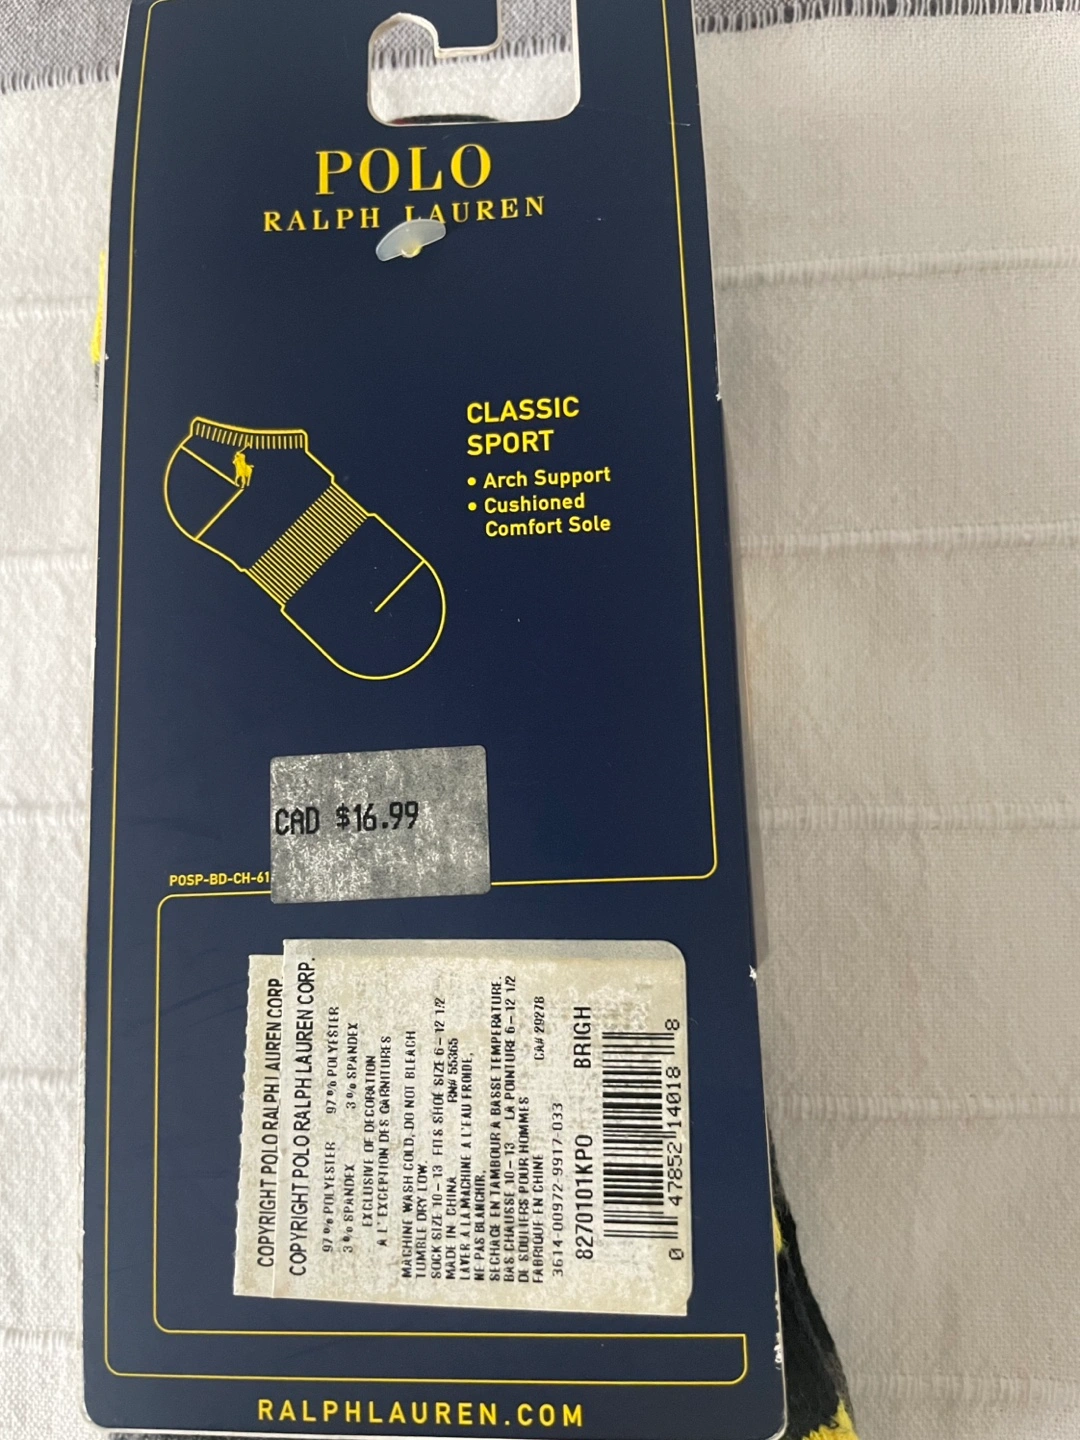 POLO
RALPH LAUREN
CLASSIC
SPORT
• Arch Support
• Cushioned
Comfort Sole
CAD $16.99
POSP-BD-CH-61
COPYRIGHT POLO RALPH LAUREN CORP.
COPYRIGHT POLO RALPH LAUREN CORP.
97% POLYESTER 97% POLYESTER
3% SPANDEX 3% SPANDEX
EXCLUSIVE OF DECORATION
A L'EXCEPTION DES GARNITURES
MACHINE WASH COLD, DO NOT BLEACH
TUMBLE DRY LOW.
SOCK SIZE 10-13 FITS SHOE SIZE 6-12 1/2
MADE IN CHINA RN# 55365
LAVER A LA MACHINE A L'EAU FROIDE,
NE PAS BLANCHIR,
SECHAGE EN TAMBOUR A BASSE TEMPERATURE.
BAS CHAUSSE 10-13 LA POINTURE 6-12 1/2
DE SOULIERS POUR HOMMES
FABRIQUE EN CHINE CA# 29278
3614-00972-9917-033
8270101KPO BRIGH
0 47852 14018 8
RALPHLAUREN.COM